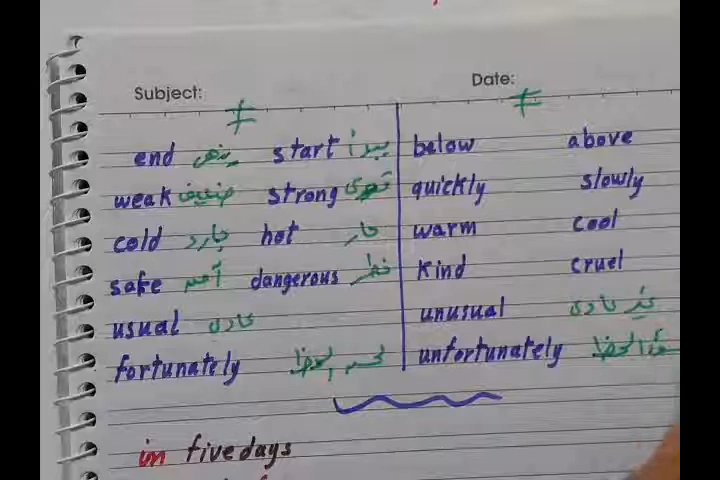 Subject: Date:
≠ ≠
end ينهي start يبدأ below above
weak ضعيف strong قوي quickly slowly
cold بارد hot حار warm cool
safe آمن dangerous خطر kind cruel
usual عادي unusual غير عادي
fortunately لحسن الحظ unfortunately لسوء الحظ
in five days